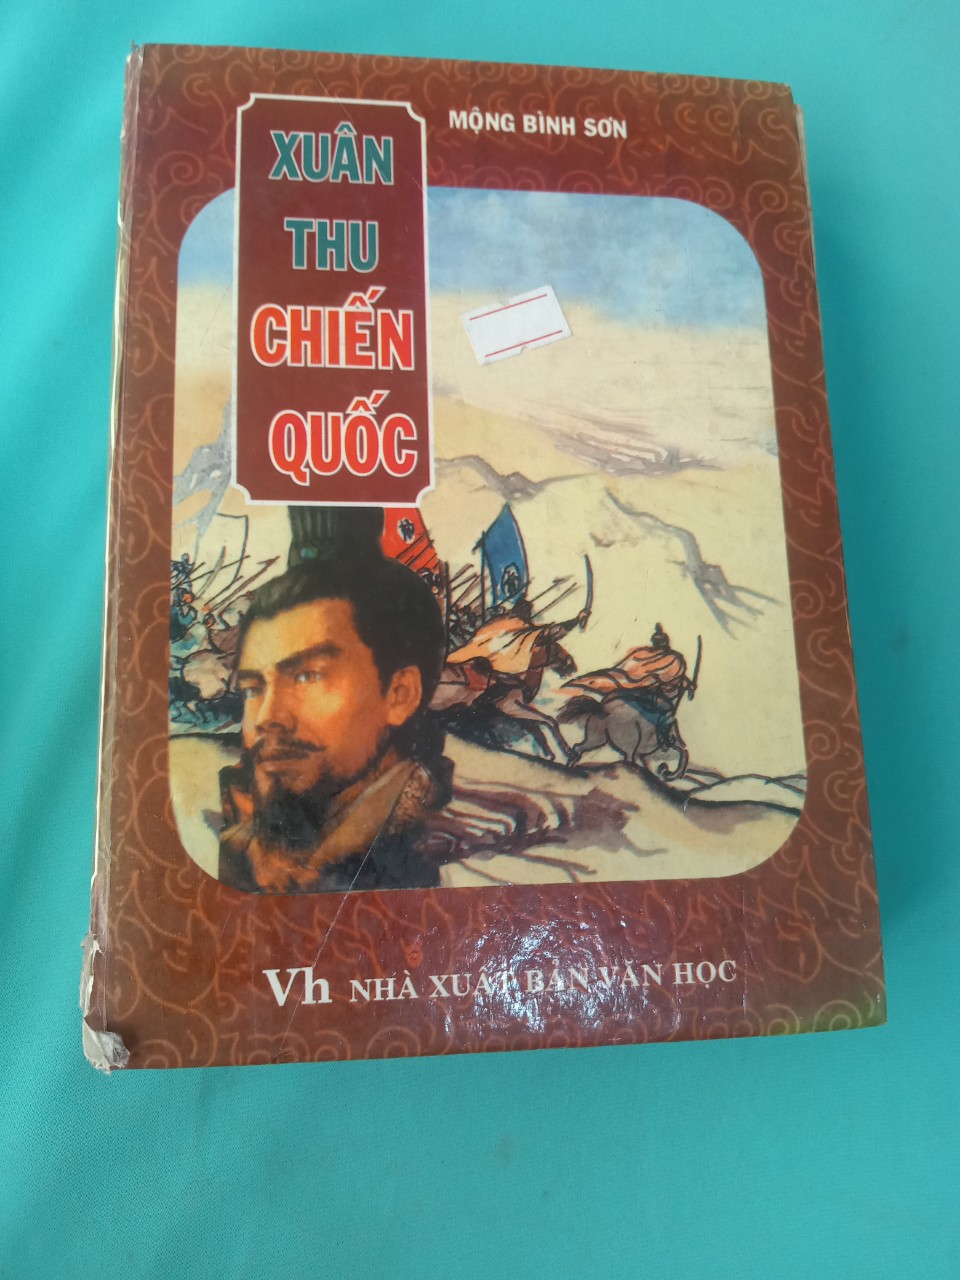 MỘNG BÌNH SƠN
XUÂN
THU
CHIẾN
QUỐC
Vh NHÀ XUẤT BẢN VĂN HỌC